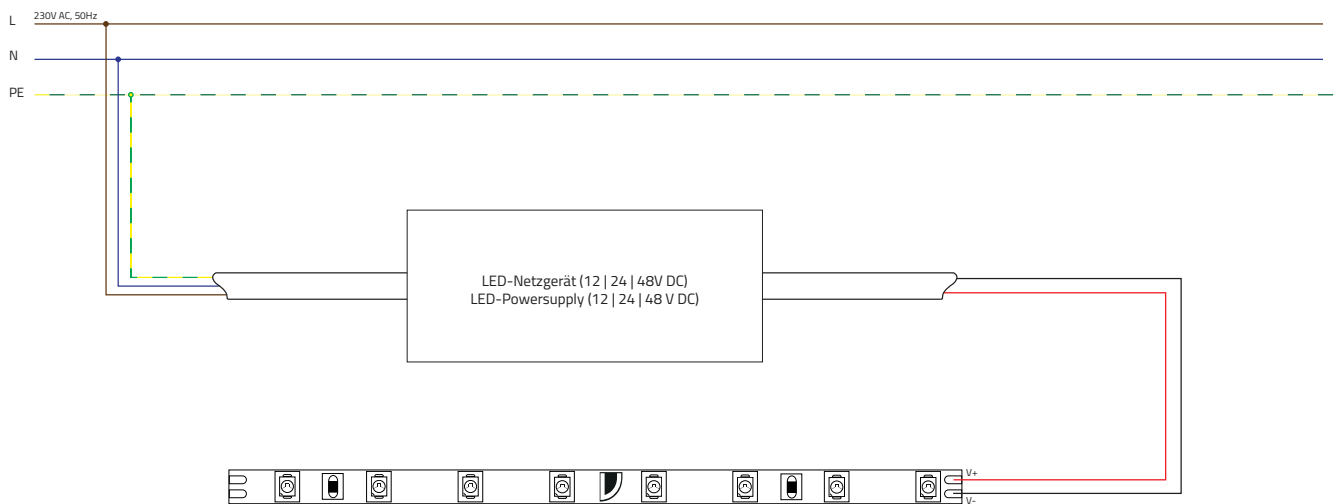 L
230V AC, 50Hz
N
PE
LED-Netzgerät (12 | 24 | 48V DC)
LED-Powersupply (12 | 24 | 48 V DC)
V+
V-